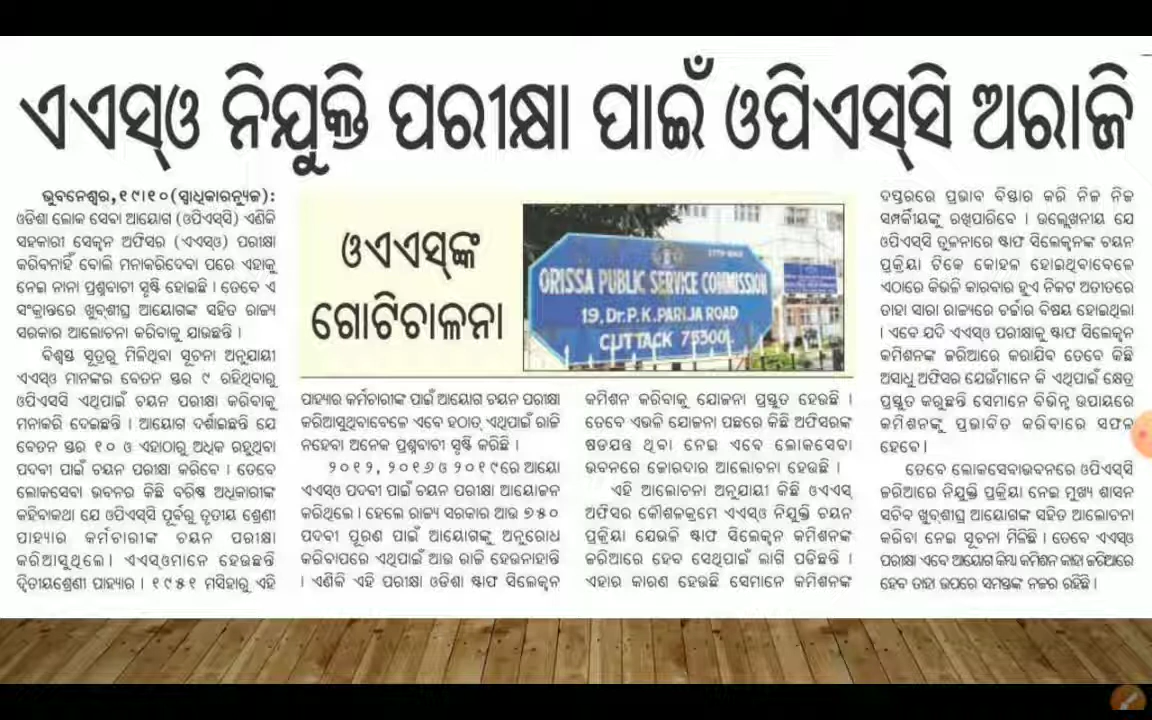 ଏଏସ୍ଓ ନିଯୁକ୍ତି ପରୀକ୍ଷା ପାଇଁ ଓପିଏସ୍ସି ଅରାଜି
ଭୁବନେଶ୍ୱର,୧୯।୧୦(ସ୍ୱାଧିକାରନ୍ୟୁଜ):
ଓଡିଶା ଲୋକ ସେବା ଆୟୋଗ (ଓପିଏସ୍ସି) ଏଣିକି
ସହକାରୀ ସେକ୍ସନ ଅଫିସର (ଏଏସ୍ଓ) ପରୀକ୍ଷା
କରିବନାହିଁ ବୋଲି ମନାକରିଦେବା ପରେ ଏହାକୁ
ନେଇ ନାନା ପ୍ରଶ୍ନବାଚୀ ସୃଷ୍ଟି ହୋଇଛି । ତେବେ ଏ
ସଂକ୍ରାନ୍ତରେ ଖୁବ୍‌ଶୀଘ୍ର ଆୟୋଗଙ୍କ ସହିତ ରାଜ୍ୟ
ସରକାର ଆଲୋଚନା କରିବାକୁ ଯାଉଛନ୍ତି ।
ବିଶ୍ୱସ୍ତ ସୂତ୍ରରୁ ମିଳିଥିବା ସୂଚନା ଅନୁଯାୟୀ
ଏଏସ୍ଓ ମାନଙ୍କର ବେତନ ସ୍ତର ୯ ରହିଥିବାରୁ
ଓପିଏସସି ଏଥିପାଇଁ ଚୟନ ପରୀକ୍ଷା କରିବାକୁ
ମନାକରି ଦେଇଛନ୍ତି । ଆୟୋଗ ଦର୍ଶାଇଛନ୍ତି ଯେ
ବେତନ ସ୍ତର ୧୦ ଓ ଏହାଠାରୁ ଅଧିକ ରହୁଥିବା
ପଦବୀ ପାଇଁ ଚୟନ ପରୀକ୍ଷା କରିବେ । ତେବେ
ଲୋକସେବା ଭବନର କିଛି ବରିଷ୍ଠ ଅଧିକାରୀଙ୍କ
କହିବାକଥା ଯେ ଓପିଏସ୍ସି ପୂର୍ବରୁ ତୃତୀୟ ଶ୍ରେଣୀ
ପାହ୍ୟାର କର୍ମଚାରୀଙ୍କ ଚୟନ ପରୀକ୍ଷା
କରିଆସୁଥିଲେ। ଏଏସ୍ଓମାନେ ହେଉଛନ୍ତି
ଦ୍ୱିତୀୟଶ୍ରେଣୀ ପାହ୍ୟାର । ୧୯୫୧ ମସିହାରୁ ଏହି
ଓଏଏସ୍‌ଙ୍କ
ଗୋଟିଚାଳନା
ORISSA PUBLIC SERVICE COMMISSION
19, Dr. P. K. PARIJA ROAD
CUTTACK 753001
ପାହ୍ୟାର କର୍ମଚାରୀଙ୍କ ପାଇଁ ଆୟୋଗ ଚୟନ ପରୀକ୍ଷା
କରିଆସୁଥିବାବେଳେ ଏବେ ହଠାତ୍ ଏଥିପାଇଁ ରାଜି
ନହେବା ଅନେକ ପ୍ରଶ୍ନବାଚୀ ସୃଷ୍ଟି କରିଛି ।
୨୦୧୨, ୨୦୧୬ ଓ ୨୦୧୯ରେ ଆୟୋ
ଏଏସ୍ଓ ପଦବୀ ପାଇଁ ଚୟନ ପରୀକ୍ଷା ଆୟୋଜନ
କରିଥିଲେ । ହେଲେ ରାଜ୍ୟ ସରକାର ଆଉ ୭୫୦
ପଦବୀ ପୂରଣ ପାଇଁ ଆୟୋଗଙ୍କୁ ଅନୁରୋଧ
କରିବାପରେ ଏଥିପାଇଁ ଆଉ ରାଜି ହେଉନାହାନ୍ତି
। ଏଣିକି ଏହି ପରୀକ୍ଷା ଓଡିଶା ଷ୍ଟାଫ ସିଲେକ୍ସନ
କମିଶନ କରିବାକୁ ଯୋଜନା ପ୍ରସ୍ତୁତ ହେଉଛି ।
ତେବେ ଏଭଳି ଯୋଜନା ପଛରେ କିଛି ଅଫିସରଙ୍କ
ଷଡଯନ୍ତ୍ର ଥିବା ନେଇ ଏବେ ଲୋକସେବା
ଭବନରେ ଜୋରଦାର ଆଲୋଚନା ହେଉଛି ।
ଏହି ଆଲୋଚନା ଅନୁଯାୟୀ କିଛି ଓଏଏସ୍
ଅଫିସର କୌଶଳକ୍ରମେ ଏଏସ୍ଓ ନିଯୁକ୍ତି ଚୟନ
ପ୍ରକ୍ରିୟା ଯେଭଳି ଷ୍ଟାଫ ସିଲେକ୍ସନ କମିଶନଙ୍କ
ଜରିଆରେ ହେବ ସେଥିପାଇଁ ଲାଗି ପଡିଛନ୍ତି ।
ଏହାର କାରଣ ହେଉଛି ସେମାନେ କମିଶନଙ୍କ
ଦପ୍ତରରେ ପ୍ରଭାବ ବିସ୍ତାର କରି ନିଜ ନିଜ
ସମ୍ପର୍କୀୟଙ୍କୁ ରଖିପାରିବେ । ଉଲ୍ଲେଖନୀୟ ଯେ
ଓପିଏସ୍ସି ତୁଳନାରେ ଷ୍ଟାଫ ସିଲେକ୍ସନଙ୍କ ଚୟନ
ପ୍ରକ୍ରିୟା ଟିକେ କୋହଳ ହୋଇଥିବାବେଳେ
ଏଠାରେ କିଭଳି କାରବାର ହୁଏ ନିକଟ ଅତୀତରେ
ତାହା ସାରା ରାଜ୍ୟରେ ଚର୍ଚ୍ଚାର ବିଷୟ ହୋଇଥିଲା
। ଏବେ ଯଦି ଏଏସ୍ଓ ପରୀକ୍ଷାକୁ ଷ୍ଟାଫ ସିଲେକ୍ସନ
କମିଶନଙ୍କ ଜରିଆରେ କରାଯିବ ତେବେ କିଛି
ଅସାଧୁ ଅଫିସର ଯେଉଁମାନେ କି ଏଥିପାଇଁ କ୍ଷେତ୍ର
ପ୍ରସ୍ତୁତ କରୁଛନ୍ତି ସେମାନେ ବିଭିନ୍ନ ଉପାୟରେ
କମିଶନଙ୍କୁ ପ୍ରଭାବିତ କରିବାରେ ସଫଳ
ହେବେ।
ତେବେ ଲୋକସେବାଭବନରେ ଓପିଏସ୍ସି
ଜରିଆରେ ନିଯୁକ୍ତି ପ୍ରକ୍ରିୟା ନେଇ ମୁଖ୍ୟ ଶାସନ
ସଚିବ ଖୁବ୍‌ଶୀଘ୍ର ଆୟୋଗଙ୍କ ସହିତ ଆଲୋଚନା
କରିବା ନେଇ ସୂଚନା ମିଳିଛି । ତେବେ ଏଏସ୍ଓ
ପରୀକ୍ଷା ଏବେ ଆୟୋଗ କିମ୍ବା କମିଶନ କାହା ଜରିଆରେ
ହେବ ତାହା ଉପରେ ସମସ୍ତଙ୍କ ନଜର ରହିଛି ।